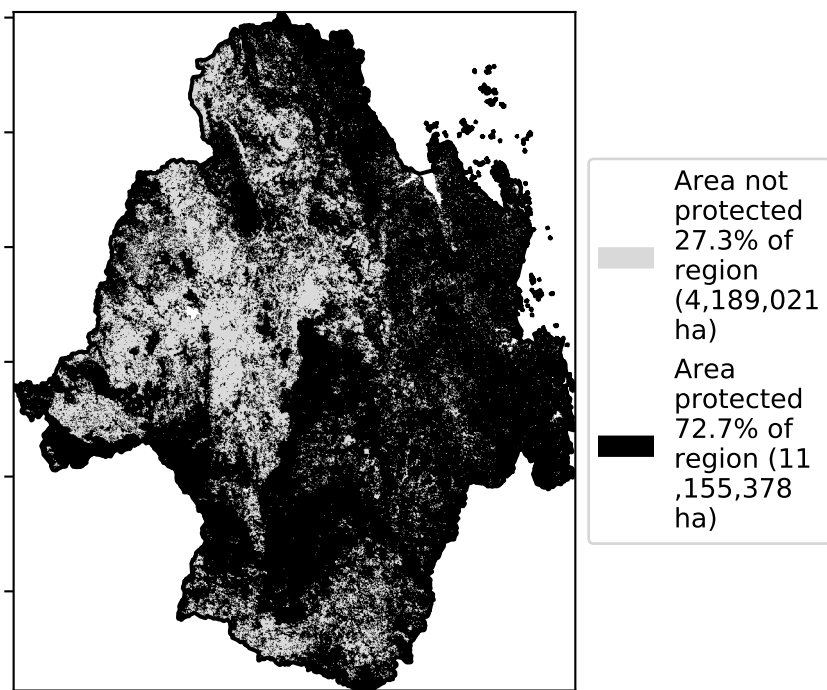 Area not
protected
27.3% of
region
(4,189,021
ha)
Area
protected
72.7% of
region (11
,155,378
ha)